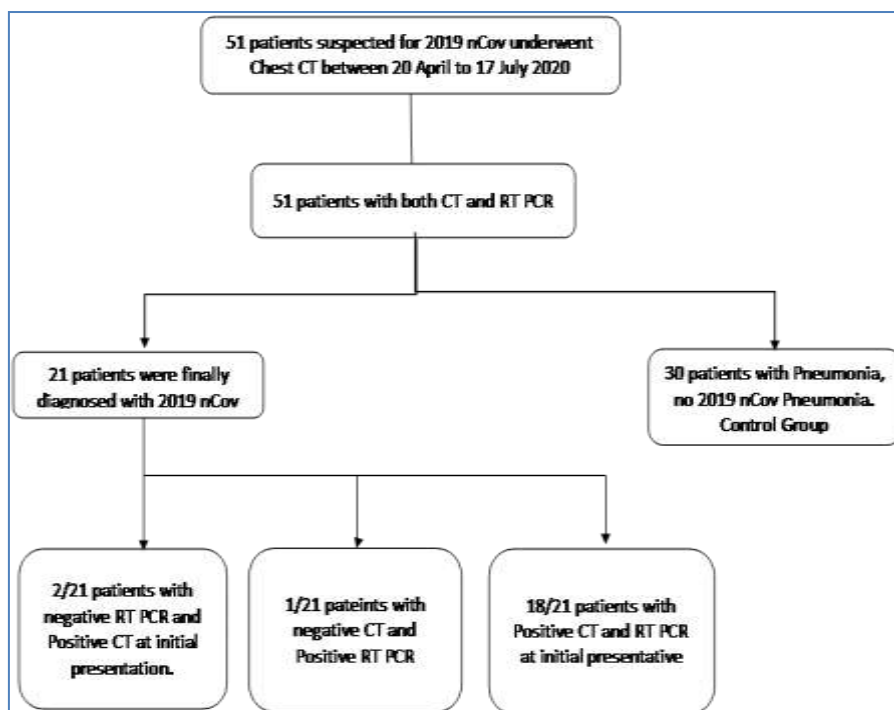 51 patients suspected for 2019 nCov underwent
Chest CT between 20 April to 17 July 2020
51 patients with both CT and RT PCR
21 patients were finally
diagnosed with 2019 nCov
30 patients with Pneumonia,
no 2019 nCov Pneumonia.
Control Group
2/21 patients with
negative RT PCR and
Positive CT at initial
presentation.
1/21 pateints with
negative CT and
Positive RT PCR
18/21 patients with
Positive CT and RT PCR
at initial presentative